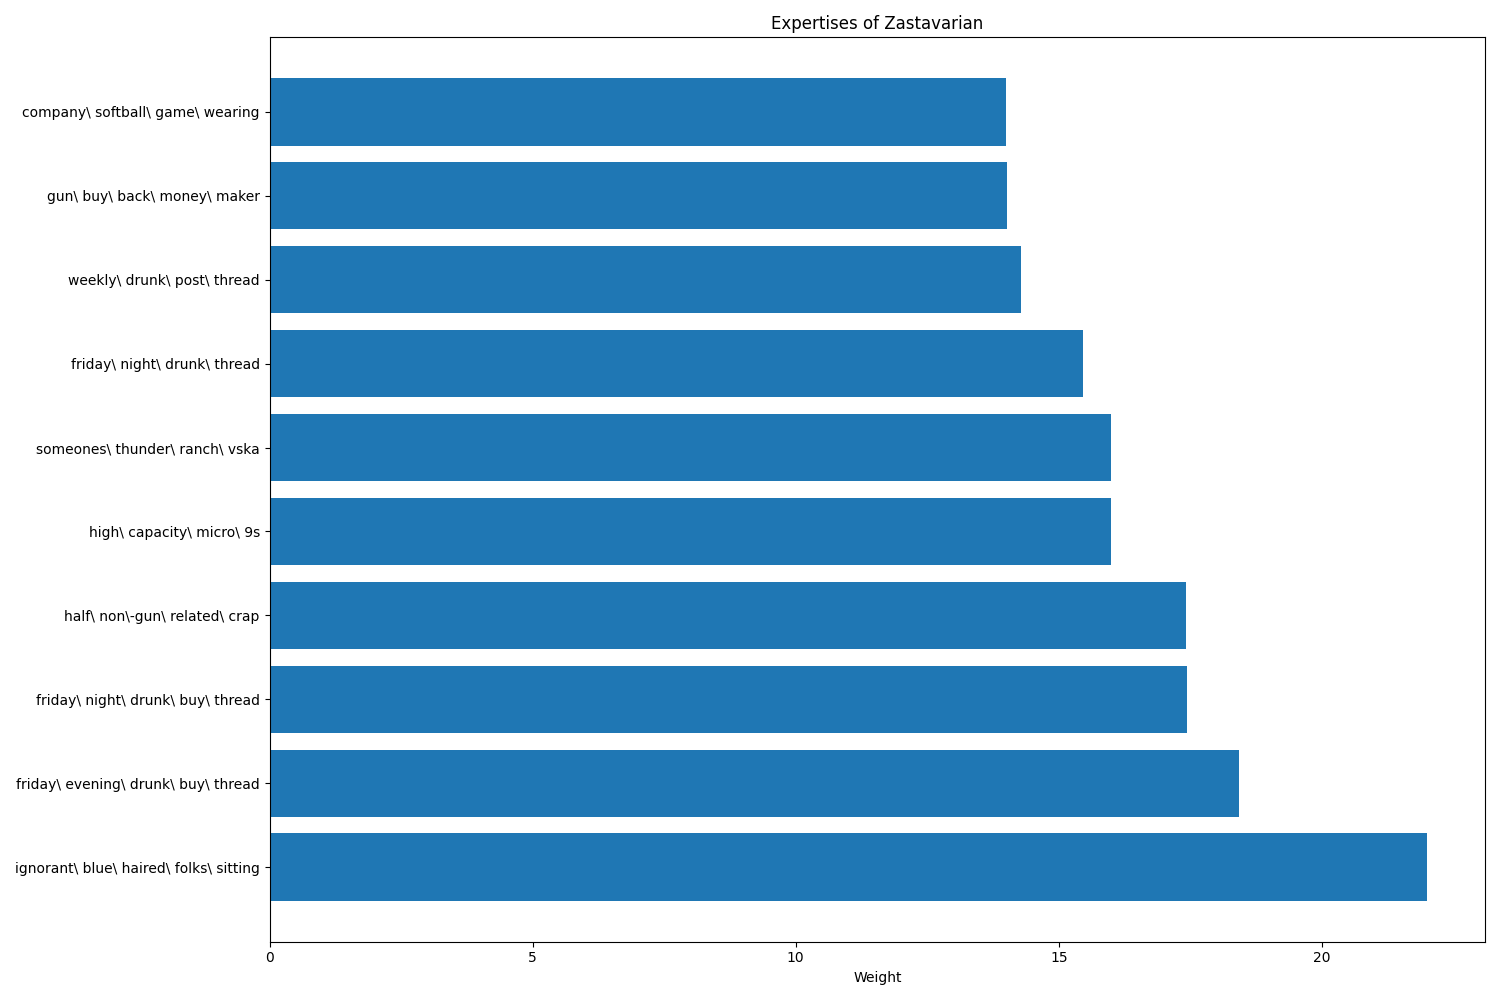 Expertises of Zastavarian
company\ softball\ game\ wearing
gun\ buy\ back\ money\ maker
weekly\ drunk\ post\ thread
friday\ night\ drunk\ thread
someones\ thunder\ ranch\ vska
high\ capacity\ micro\ 9s
half\ non\-gun\ related\ crap
friday\ night\ drunk\ buy\ thread
friday\ evening\ drunk\ buy\ thread
ignorant\ blue\ haired\ folks\ sitting
0 5 10 15 20
Weight